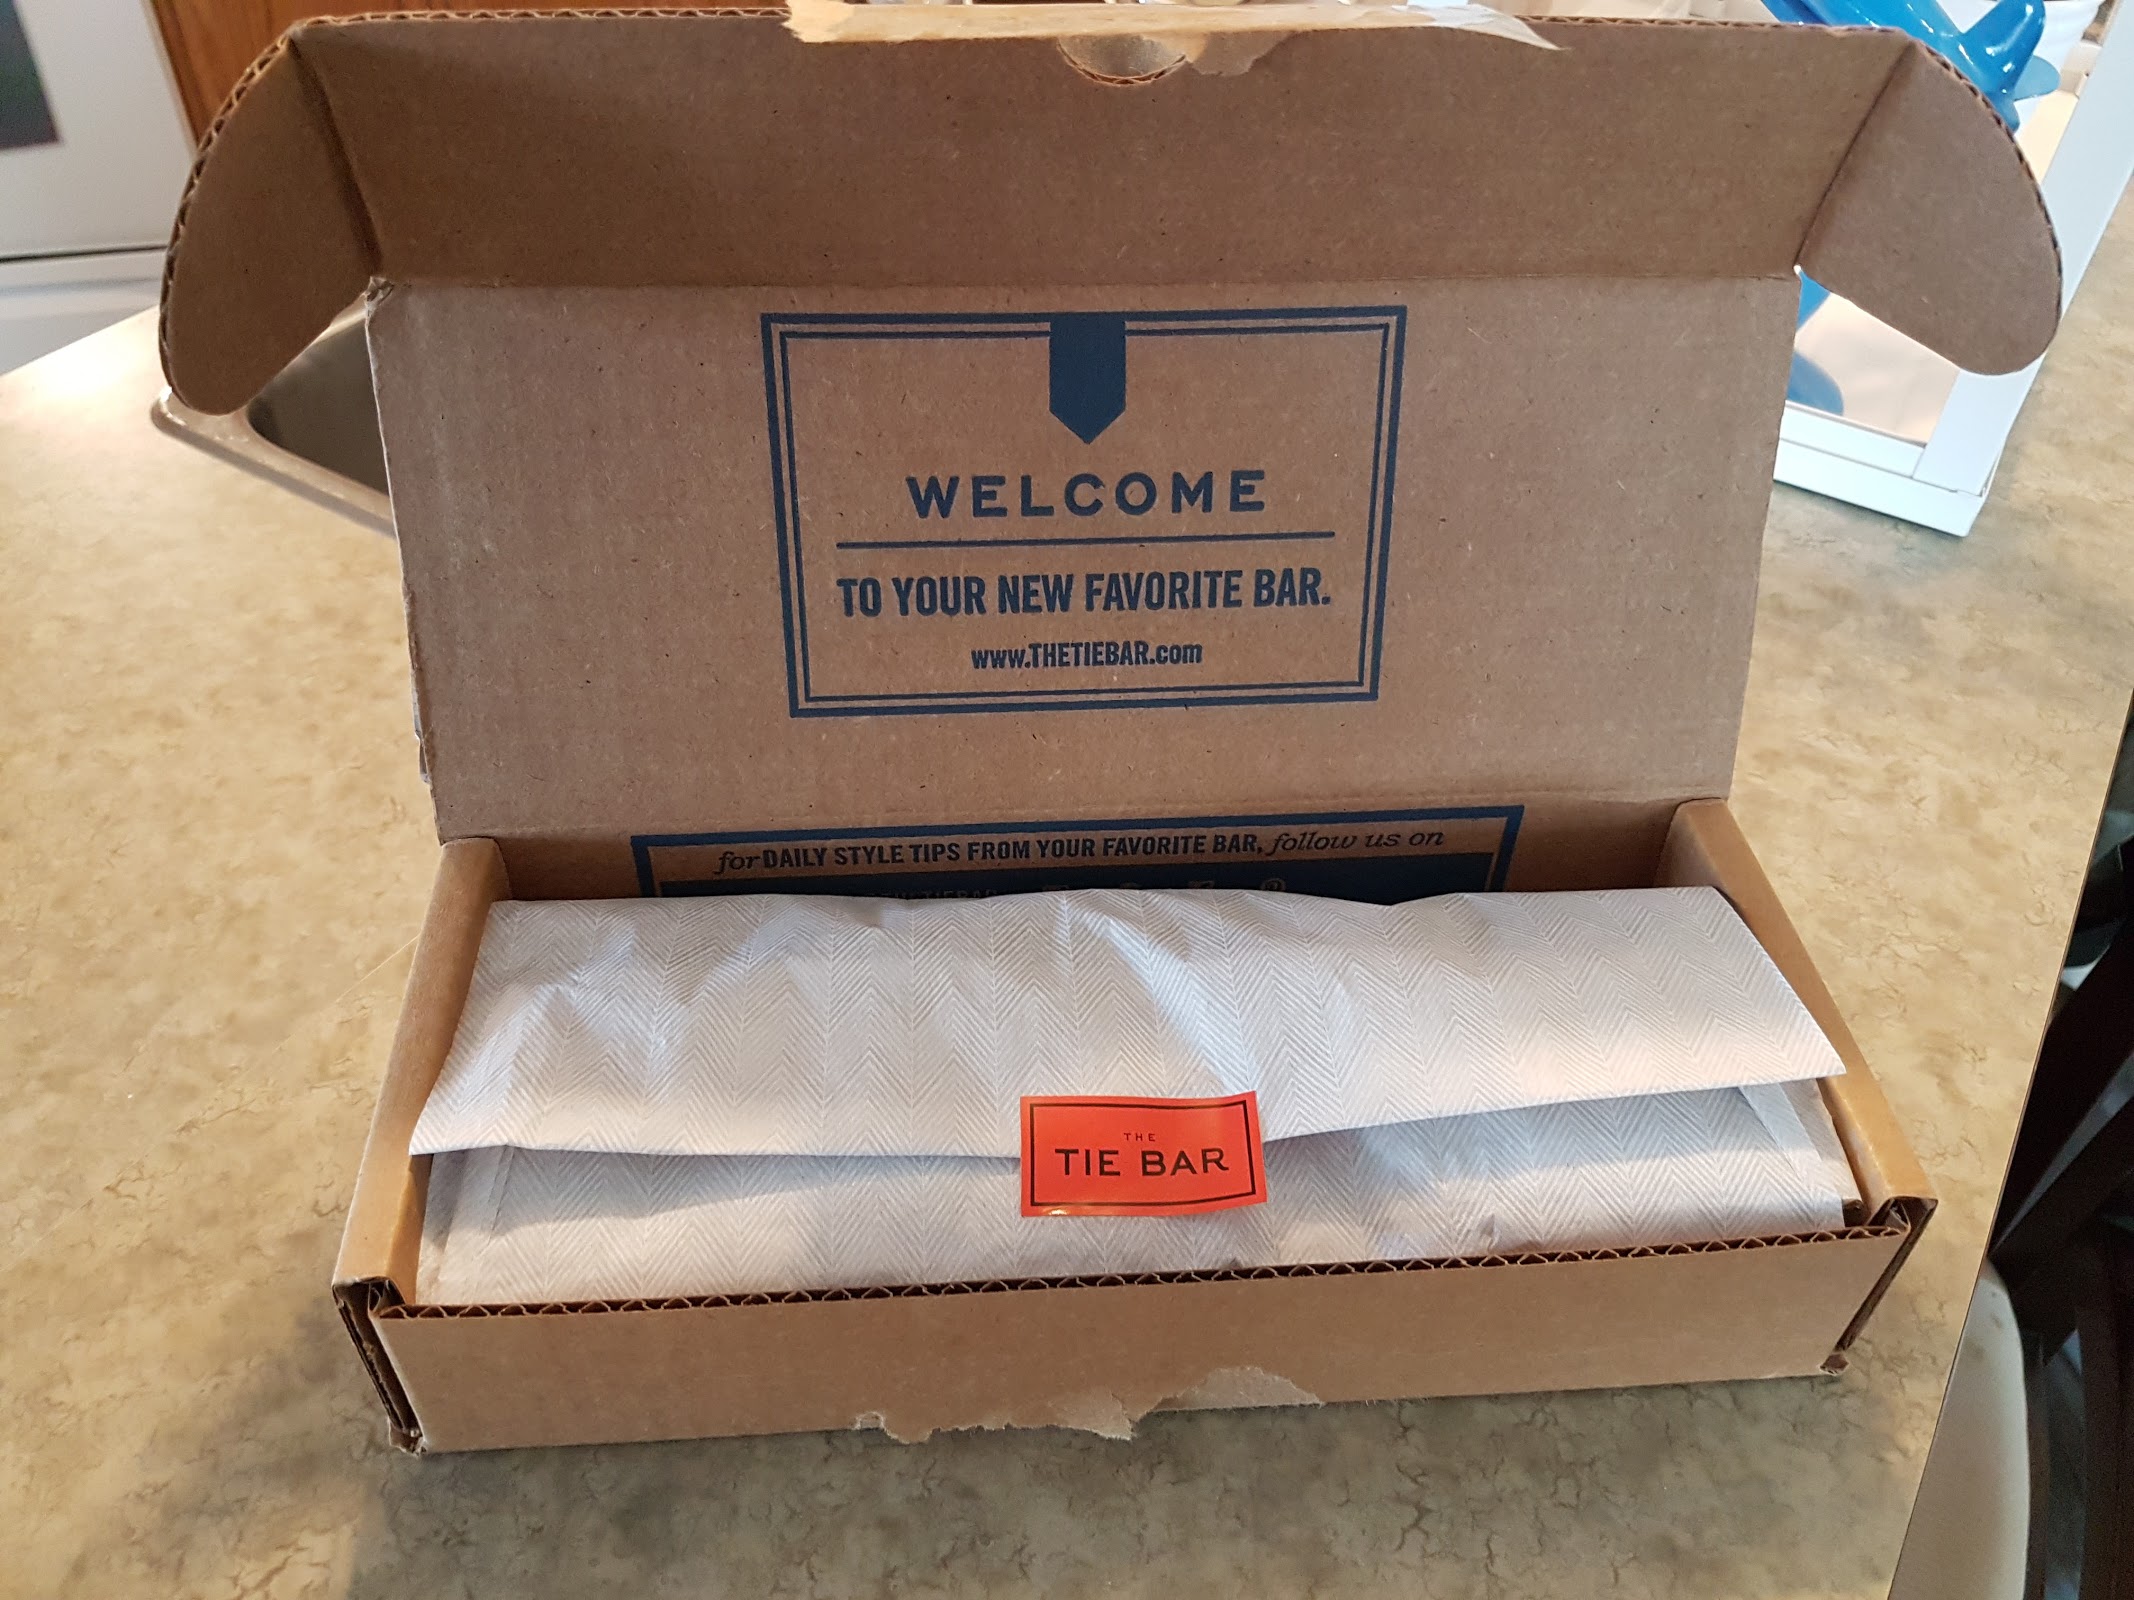 WELCOME
TO YOUR NEW FAVORITE BAR.
www.THETIEBAR.com
for DAILY STYLE TIPS FROM YOUR FAVORITE BAR, follow us on
THE
TIE BAR